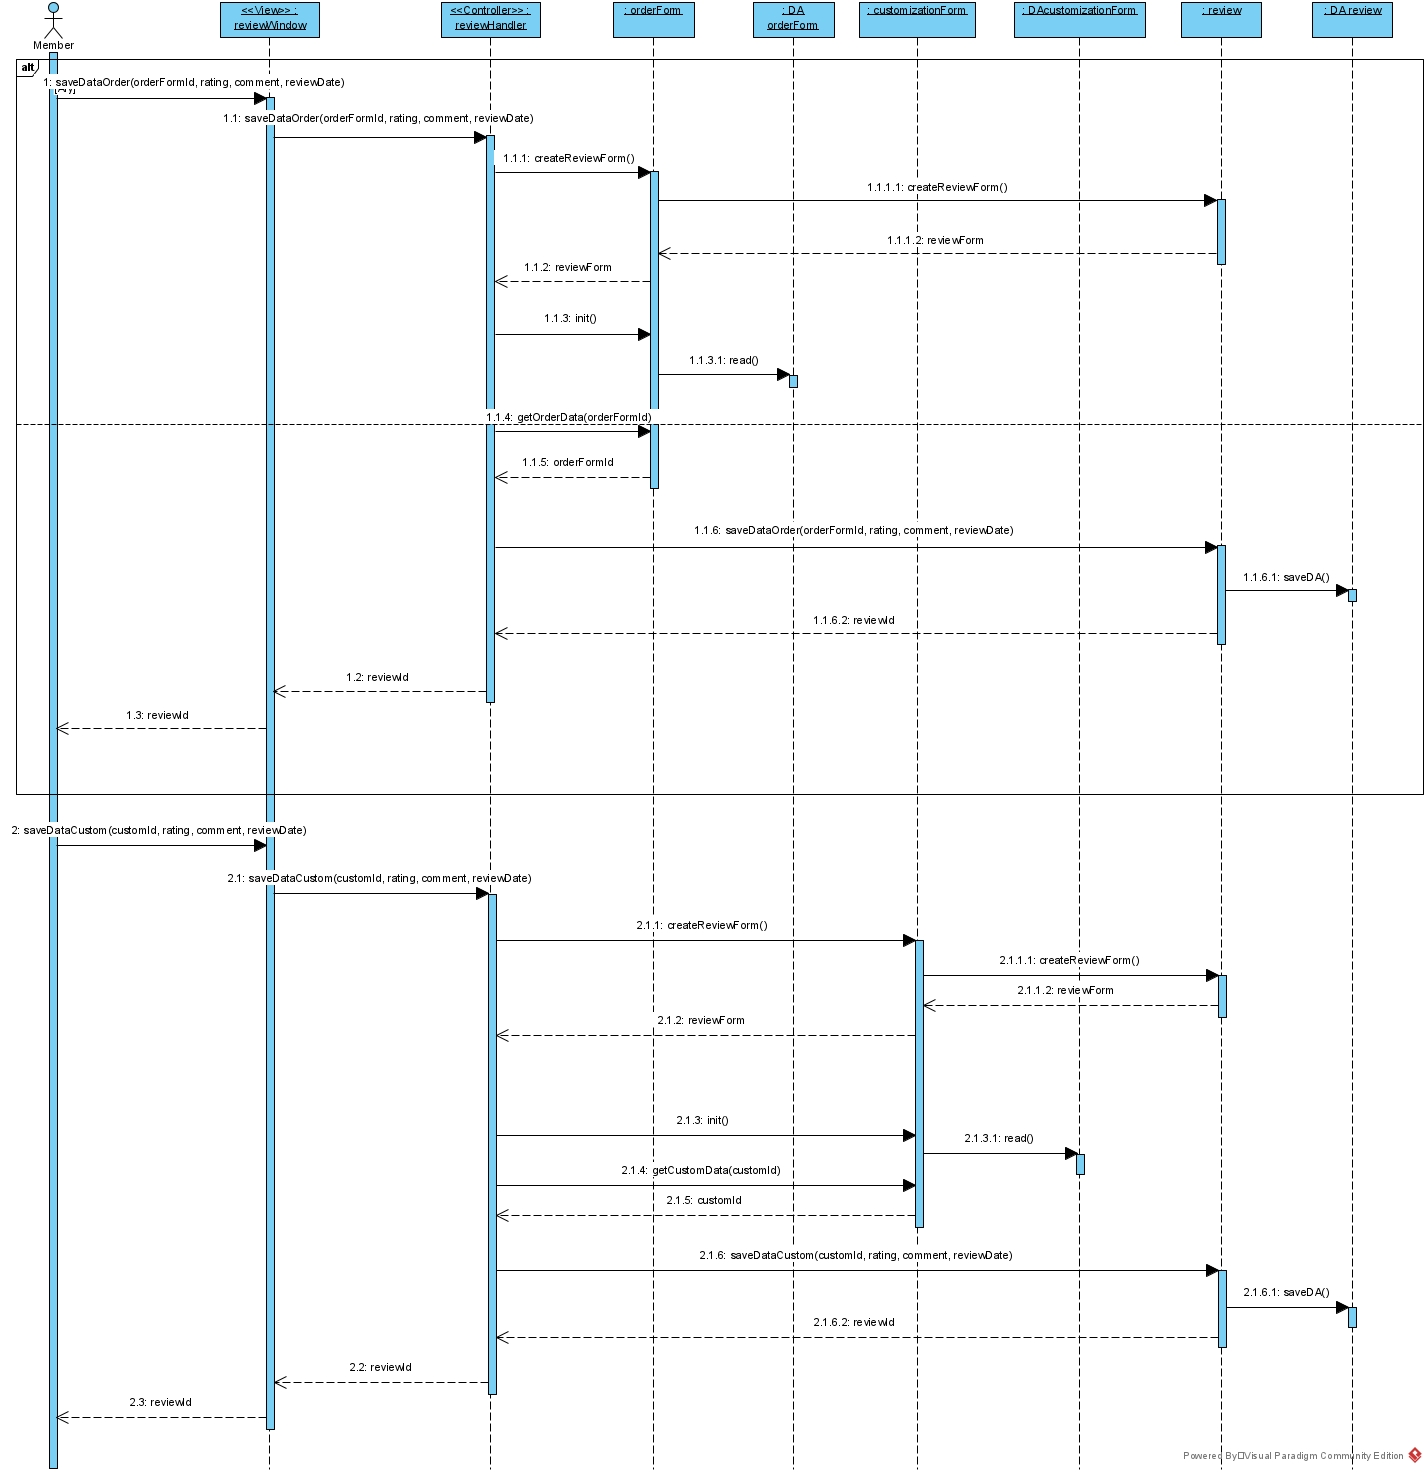 <<View>> :
reviewWindow
<<Controller>> :
reviewHandler
: orderForm
: DA
orderForm
: customizationForm
: DAcustomizationForm
: review
: DA review
Member
alt
1: saveDataOrder(orderFormId, rating, comment, reviewDate)
1.1: saveDataOrder(orderFormId, rating, comment, reviewDate)
1.1.1: createReviewForm()
1.1.1.1: createReviewForm()
1.1.1.2: reviewForm
1.1.2: reviewForm
1.1.3: init()
1.1.3.1: read()
1.1.4: getOrderData(orderFormId)
1.1.5: orderFormId
1.1.6: saveDataOrder(orderFormId, rating, comment, reviewDate)
1.1.6.1: saveDA()
1.1.6.2: reviewId
1.2: reviewId
1.3: reviewId
2: saveDataCustom(customId, rating, comment, reviewDate)
2.1: saveDataCustom(customId, rating, comment, reviewDate)
2.1.1: createReviewForm()
2.1.1.1: createReviewForm()
2.1.1.2: reviewForm
2.1.2: reviewForm
2.1.3: init()
2.1.3.1: read()
2.1.4: getCustomData(customId)
2.1.5: customId
2.1.6: saveDataCustom(customId, rating, comment, reviewDate)
2.1.6.1: saveDA()
2.1.6.2: reviewId
2.2: reviewId
2.3: reviewId
Powered By Visual Paradigm Community Edition